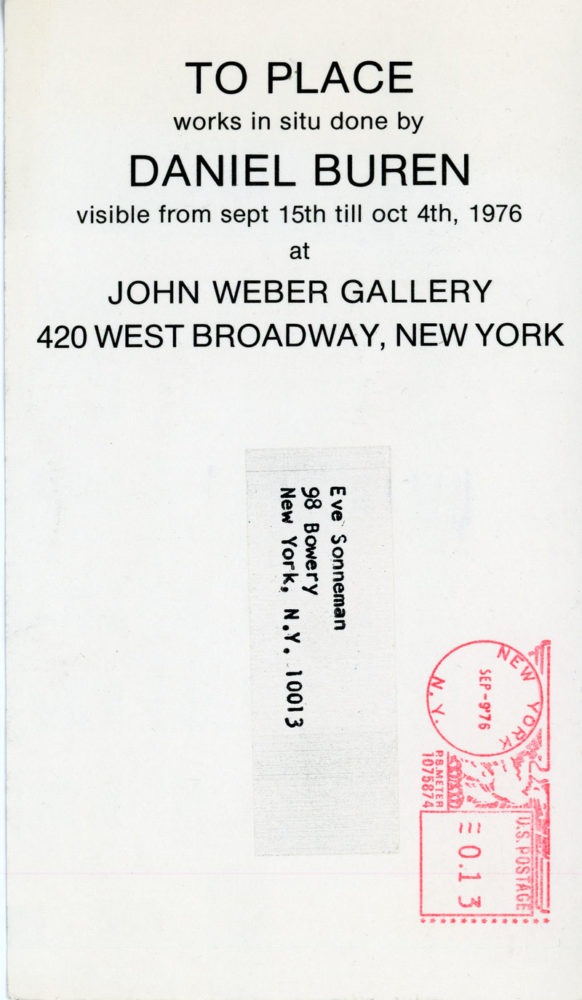 TO PLACE
works in situ done by
DANIEL BUREN
visible from sept 15th till oct 4th, 1976
at
JOHN WEBER GALLERY
420 WEST BROADWAY, NEW YORK
Eve Sonneman
98 Bowery
New York, N.Y. 10013
NEW YORK
N.Y.
SEP-9'76
P.B. METER
1075874
U.S. POSTAGE
0.13